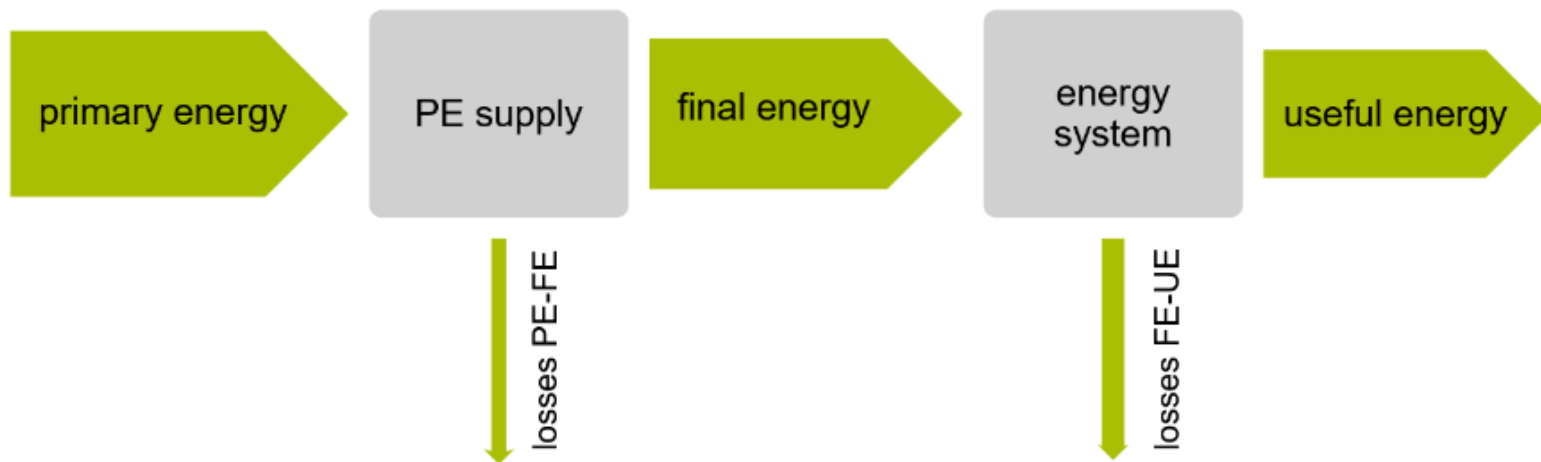 primary energy
PE supply
final energy
energy
system
useful energy
losses PE-FE
losses FE-UE